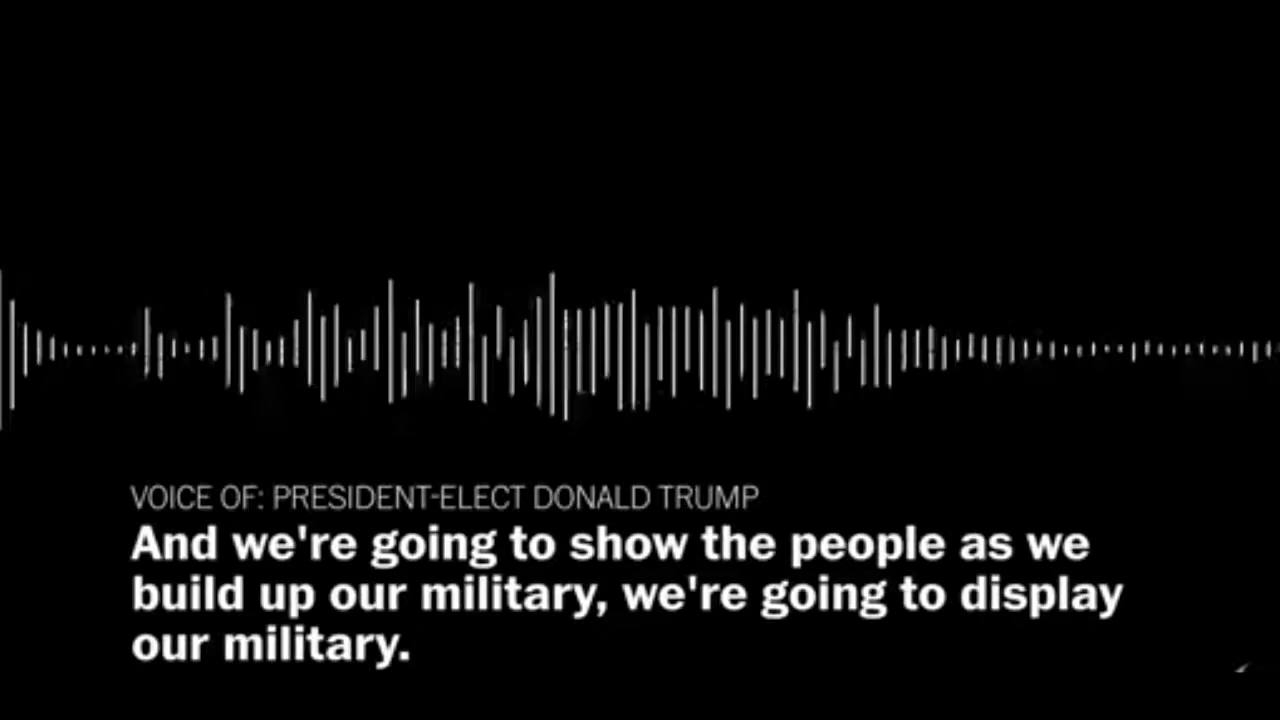 VOICE OF: PRESIDENT-ELECT DONALD TRUMP
And we're going to show the people as we
build up our military, we're going to display
our military.